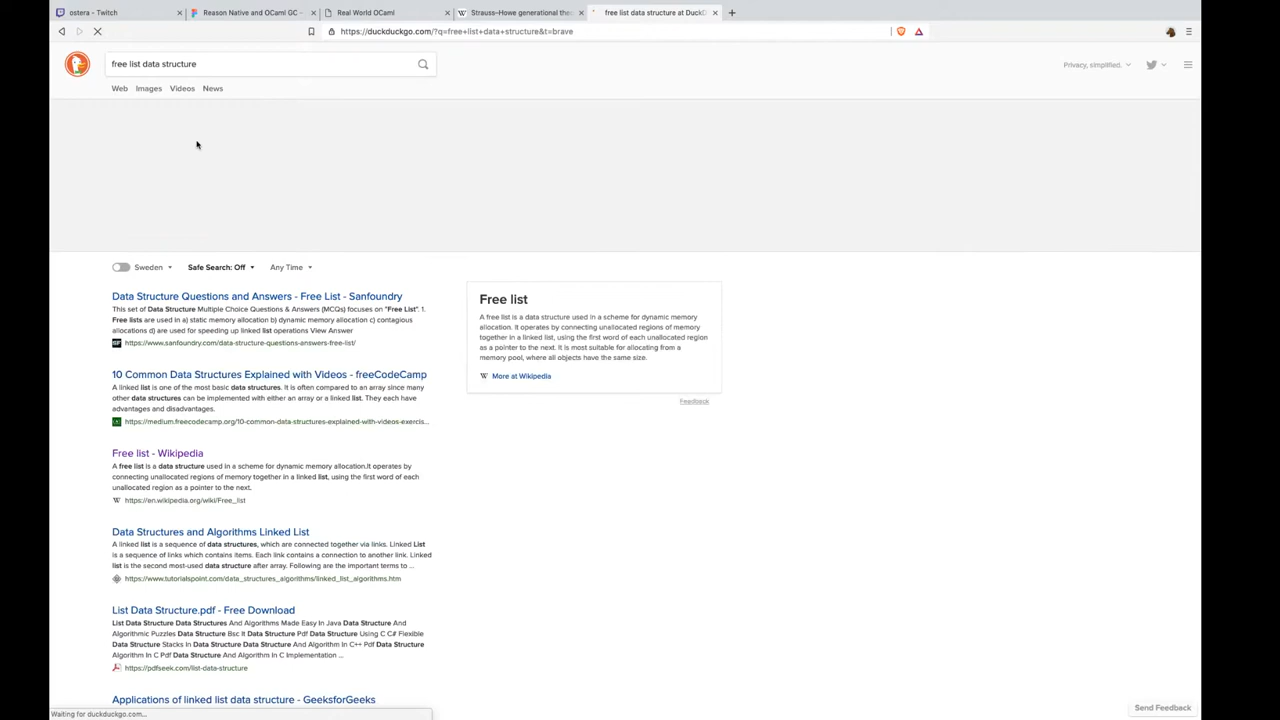 ostera - Twitch
Reason Native and OCaml GC -
Real World OCaml
Strauss–Howe generational the
free list data structure at DuckD
https://duckduckgo.com/?q=free+list+data+structure&t=brave
free list data structure
Privacy, simplified.
Web Images Videos News
Sweden Safe Search: Off Any Time
Data Structure Questions and Answers - Free List - Sanfoundry
This set of Data Structure Multiple Choice Questions & Answers (MCQs) focuses on "Free List". 1.
Free lists are used in a) static memory allocation b) dynamic memory allocation c) contagious
allocations d) are used for speeding up linked list operations View Answer
https://www.sanfoundry.com/data-structure-questions-answers-free-list/
10 Common Data Structures Explained with Videos - freeCodeCamp
A linked list is one of the most basic data structures. It is often compared to an array since many
other data structures can be implemented with either an array or a linked list. They each have
advantages and disadvantages.
https://medium.freecodecamp.org/10-common-data-structures-explained-with-videos-exercis...
Free list - Wikipedia
A free list is a data structure used in a scheme for dynamic memory allocation.It operates by
connecting unallocated regions of memory together in a linked list, using the first word of each
unallocated region as a pointer to the next.
https://en.wikipedia.org/wiki/Free_list
Data Structures and Algorithms Linked List
A linked list is a sequence of data structures, which are connected together via links. Linked List
is a sequence of links which contains items. Each link contains a connection to another link. Linked
list is the second most-used data structure after array. Following are the important terms to ...
https://www.tutorialspoint.com/data_structures_algorithms/linked_list_algorithms.htm
List Data Structure.pdf - Free Download
List Data Structure Data Structures And Algorithms Made Easy In Java Data Structure And
Algorithmic Puzzles Data Structure Bsc It Data Structure Pdf Data Structure Using C C# Flexible
Data Structure Stacks In Data Structure Data Structure And Algorithm In C++ Pdf Data Structure
Algorithm In C Pdf Data Structure And Algorithm In C Implementation ...
https://pdfseek.com/list-data-structure
Applications of linked list data structure - GeeksforGeeks
Free list
A free list is a data structure used in a scheme for dynamic memory
allocation. It operates by connecting unallocated regions of memory
together in a linked list, using the first word of each unallocated region
as a pointer to the next. It is most suitable for allocating from a
memory pool, where all objects have the same size.
W More at Wikipedia
Feedback
Waiting for duckduckgo.com...
Send Feedback